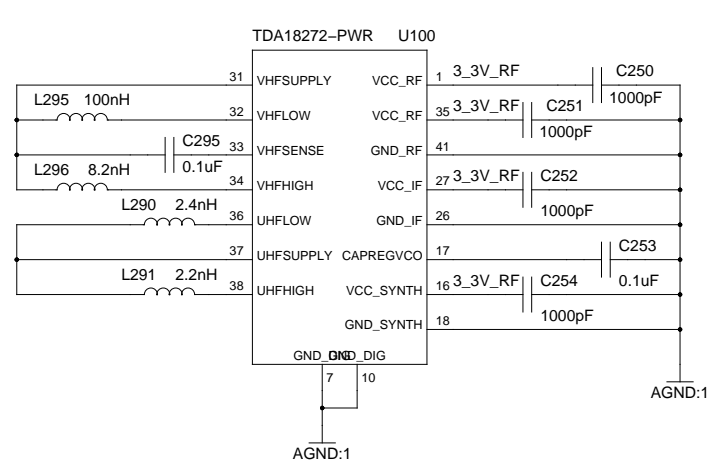 TDA18272–PWR U100
31 VHFSUPPLY VCC_RF 1 3_3V_RF C250
1000pF
L295 100nH
32 VHFLOW VCC_RF 35 3_3V_RF C251
1000pF
33 VHFSENSE GND_RF 41
C295
0.1uF
L296 8.2nH
34 VHFHIGH VCC_IF 27 3_3V_RF C252
1000pF
L290 2.4nH
36 UHFLOW GND_IF 26
37 UHFSUPPLY CAPREGVCO 17 C253
0.1uF
L291 2.2nH
38 UHFHIGH VCC_SYNTH 16 3_3V_RF C254
1000pF
GND_SYNTH 18
GND_DIG GND_DIG
7 10
AGND:1
AGND:1